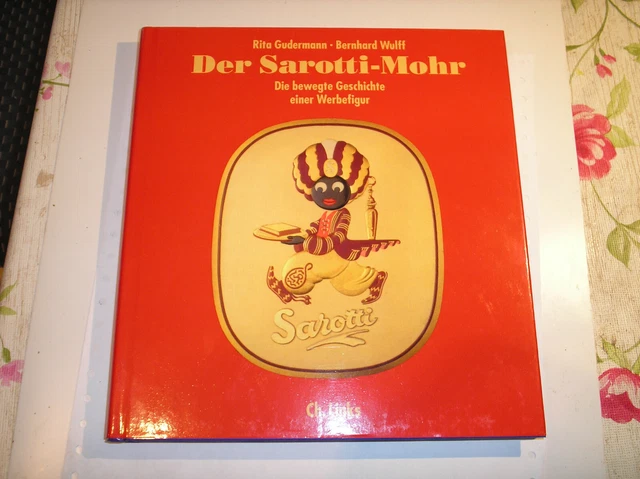 Rita Gudermann · Bernhard Wulff
Der Sarotti-Mohr
Die bewegte Geschichte
einer Werbefigur
Sarotti
Ch. Links